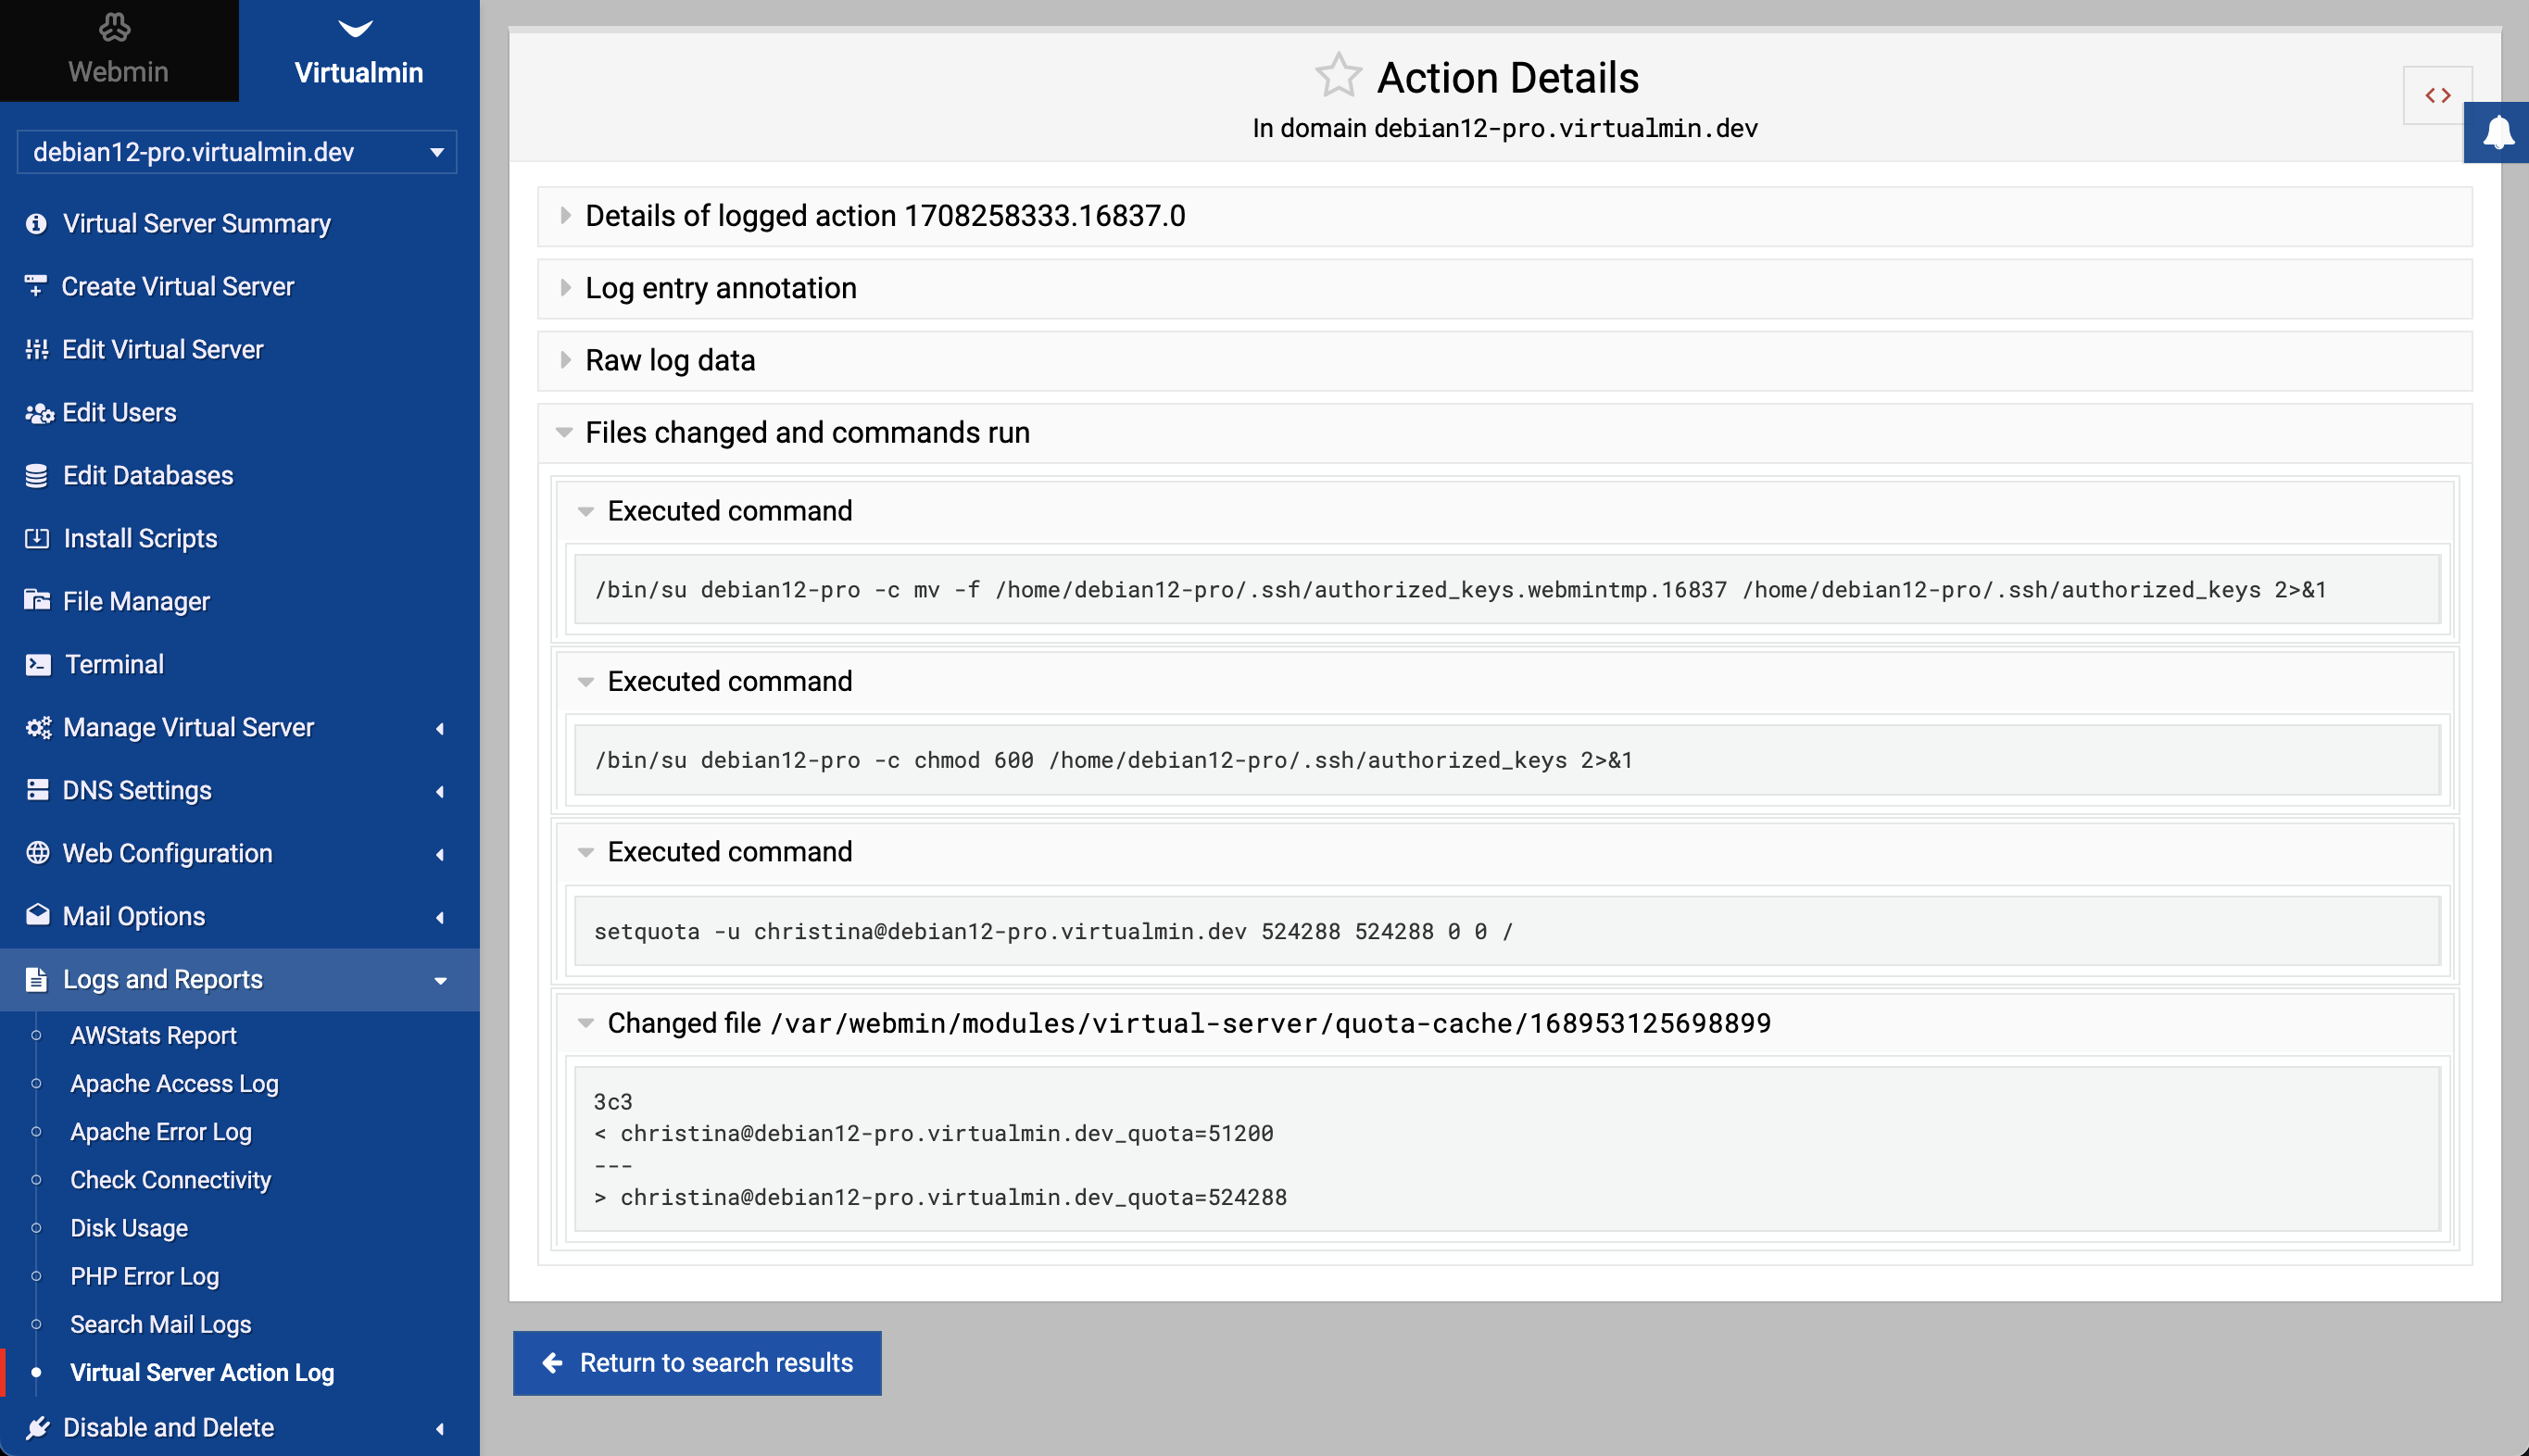 Webmin
Virtualmin
debian12-pro.virtualmin.dev
Virtual Server Summary
Create Virtual Server
Edit Virtual Server
Edit Users
Edit Databases
Install Scripts
File Manager
Terminal
Manage Virtual Server
DNS Settings
Web Configuration
Mail Options
Logs and Reports
AWStats Report
Apache Access Log
Apache Error Log
Check Connectivity
Disk Usage
PHP Error Log
Search Mail Logs
Virtual Server Action Log
Disable and Delete
Action Details
In domain debian12-pro.virtualmin.dev
Details of logged action 1708258333.16837.0
Log entry annotation
Raw log data
Files changed and commands run
Executed command
/bin/su debian12-pro -c mv -f /home/debian12-pro/.ssh/authorized_keys.webmintmp.16837 /home/debian12-pro/.ssh/authorized_keys 2>&1
Executed command
/bin/su debian12-pro -c chmod 600 /home/debian12-pro/.ssh/authorized_keys 2>&1
Executed command
setquota -u christina@debian12-pro.virtualmin.dev 524288 524288 0 0 /
Changed file /var/webmin/modules/virtual-server/quota-cache/168953125698899
3c3
< christina@debian12-pro.virtualmin.dev_quota=51200
---
> christina@debian12-pro.virtualmin.dev_quota=524288
Return to search results